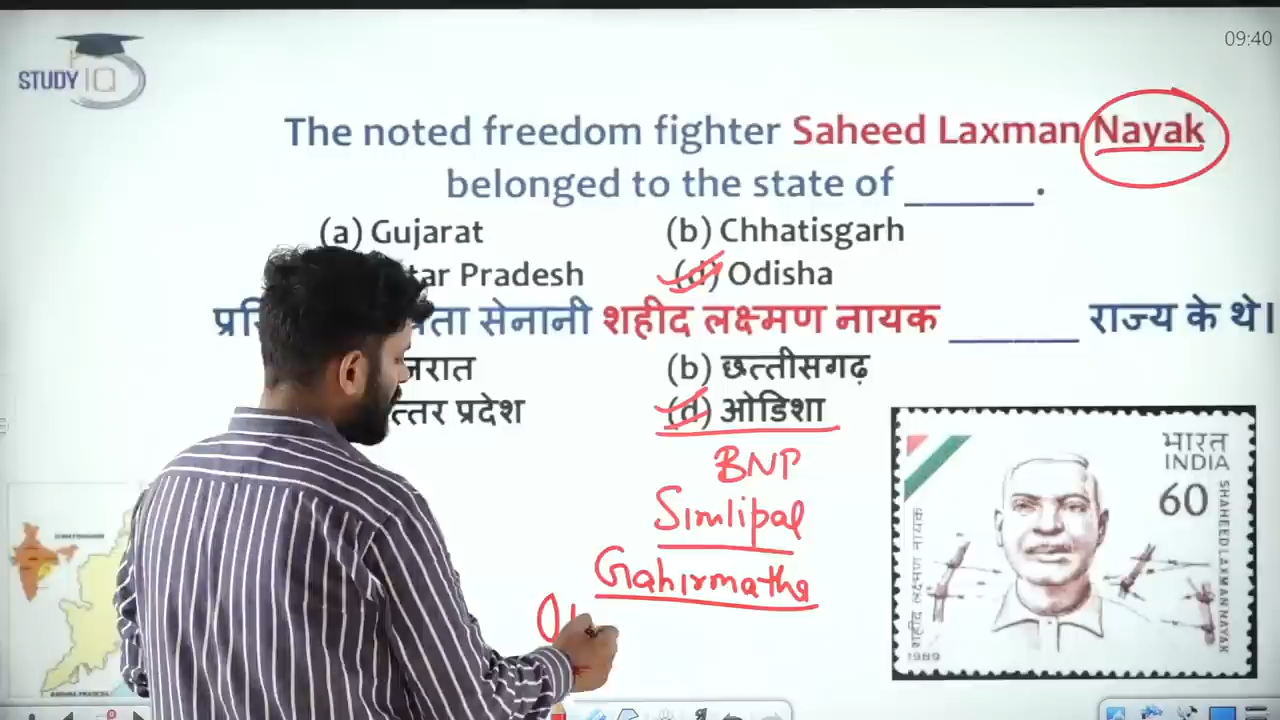 09:40
STUDY IQ
The noted freedom fighter Saheed Laxman Nayak
belonged to the state of ______.
(a) Gujarat
(b) Chhatisgarh
tar Pradesh
(d) Odisha
प्र ता सेनानी शहीद लक्ष्मण नायक ______ राज्य के थे।
जरात
(b) छत्तीसगढ़
त्तर प्रदेश
ओडिशा
BNP
Simlipal
Gahirmatha
भारत
INDIA
60
SHAHEED LAXMAN NAYAK
शहीद लक्ष्मण नायक
1989